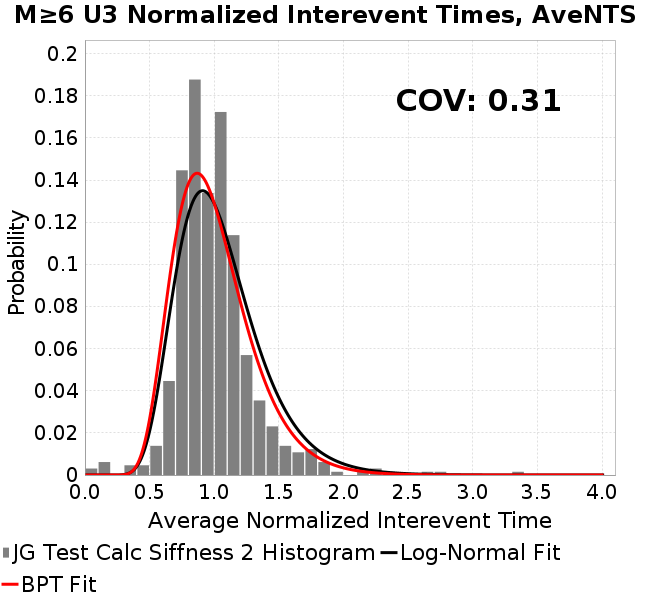 M≥6 U3 Normalized Interevent Times, AveNTS
COV: 0.31
Probability
0.2
0.18
0.16
0.14
0.12
0.1
0.08
0.06
0.04
0.02
0
0.0 0.5 1.0 1.5 2.0 2.5 3.0 3.5 4.0
Average Normalized Interevent Time
JG Test Calc Siffness 2 Histogram Log-Normal Fit
BPT Fit